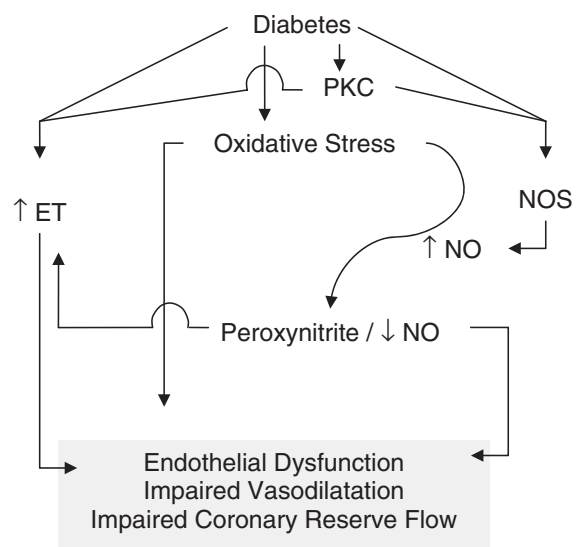 Diabetes
PKC
Oxidative Stress
↑ ET
NOS
↑ NO
Peroxynitrite / ↓ NO
Endothelial Dysfunction
Impaired Vasodilatation
Impaired Coronary Reserve Flow